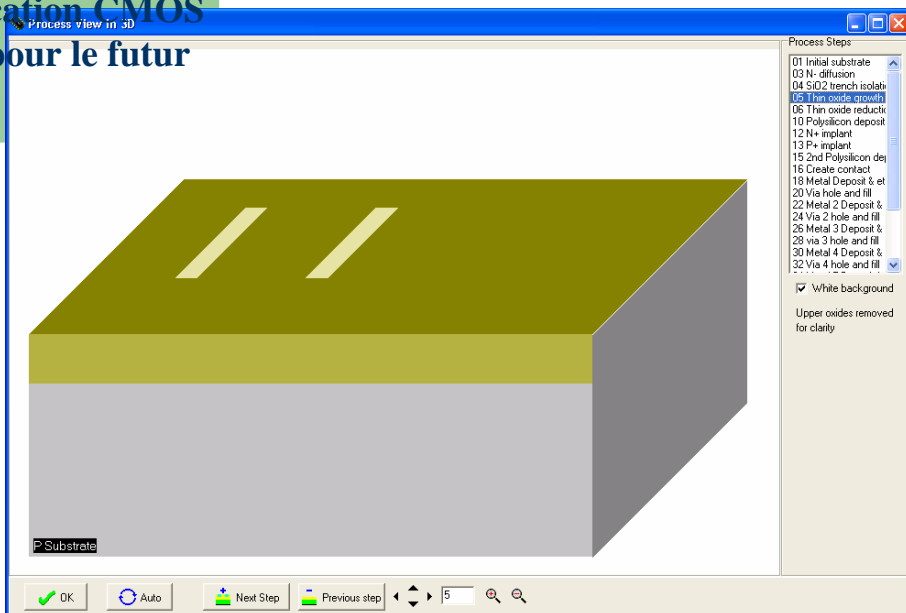 cation CMOS
pour le futur
Process View in 3D
Process Steps
01 Initial substrate
03 N- diffusion
04 SiO2 trench isolati
05 Thin oxide growth
06 Thin oxide reducti
10 Polysilicon deposit
12 N+ implant
13 P+ implant
15 2nd Polysilicon dep
16 Create contact
18 Metal Deposit & et
20 Via hole and fill
22 Metal 2 Deposit &
24 Via 2 hole and fill
26 Metal 3 Deposit &
28 via 3 hole and fill
30 Metal 4 Deposit &
32 Via 4 hole and fill
White background
Upper oxides removed
for clarity
P Substrate
OK Auto Next Step Previous step 5